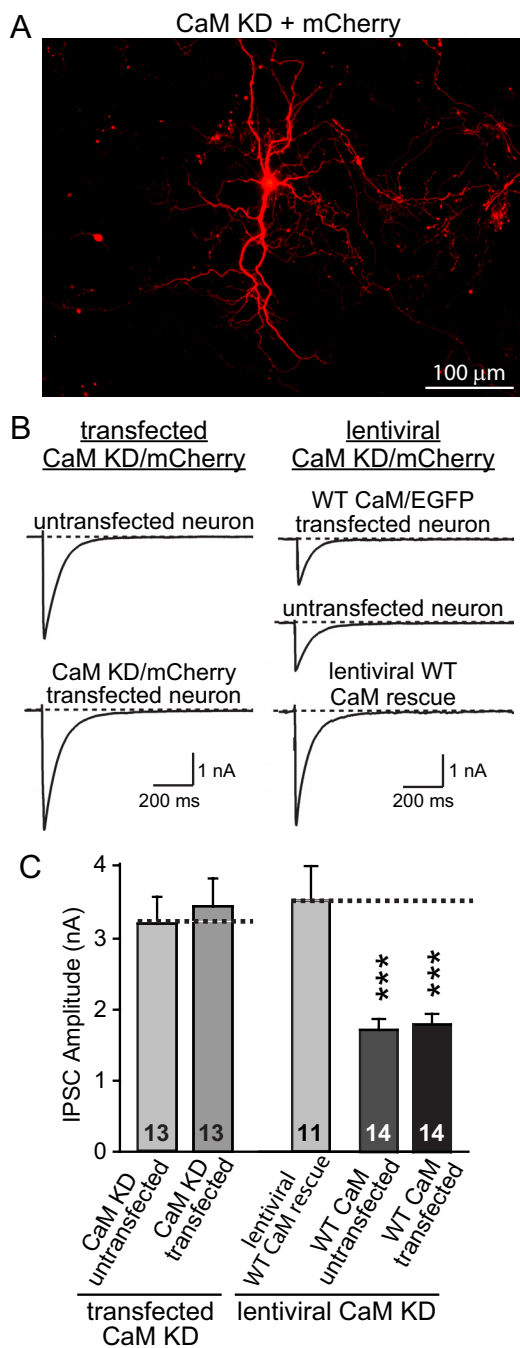 A
CaM KD + mCherry
100 μm
B
transfected
CaM KD/mCherry
untransfected neuron
CaM KD/mCherry
transfected neuron
1 nA
200 ms
lentiviral
CaM KD/mCherry
WT CaM/EGFP
transfected neuron
untransfected neuron
lentiviral WT
CaM rescue
1 nA
200 ms
C
IPSC Amplitude (nA)
4
3
2
1
0
***
***
13
13
11
14
14
CaM KD
untransfected
CaM KD
transfected
lentiviral
WT CaM rescue
WT CaM
untransfected
WT CaM
transfected
transfected
CaM KD
lentiviral CaM KD